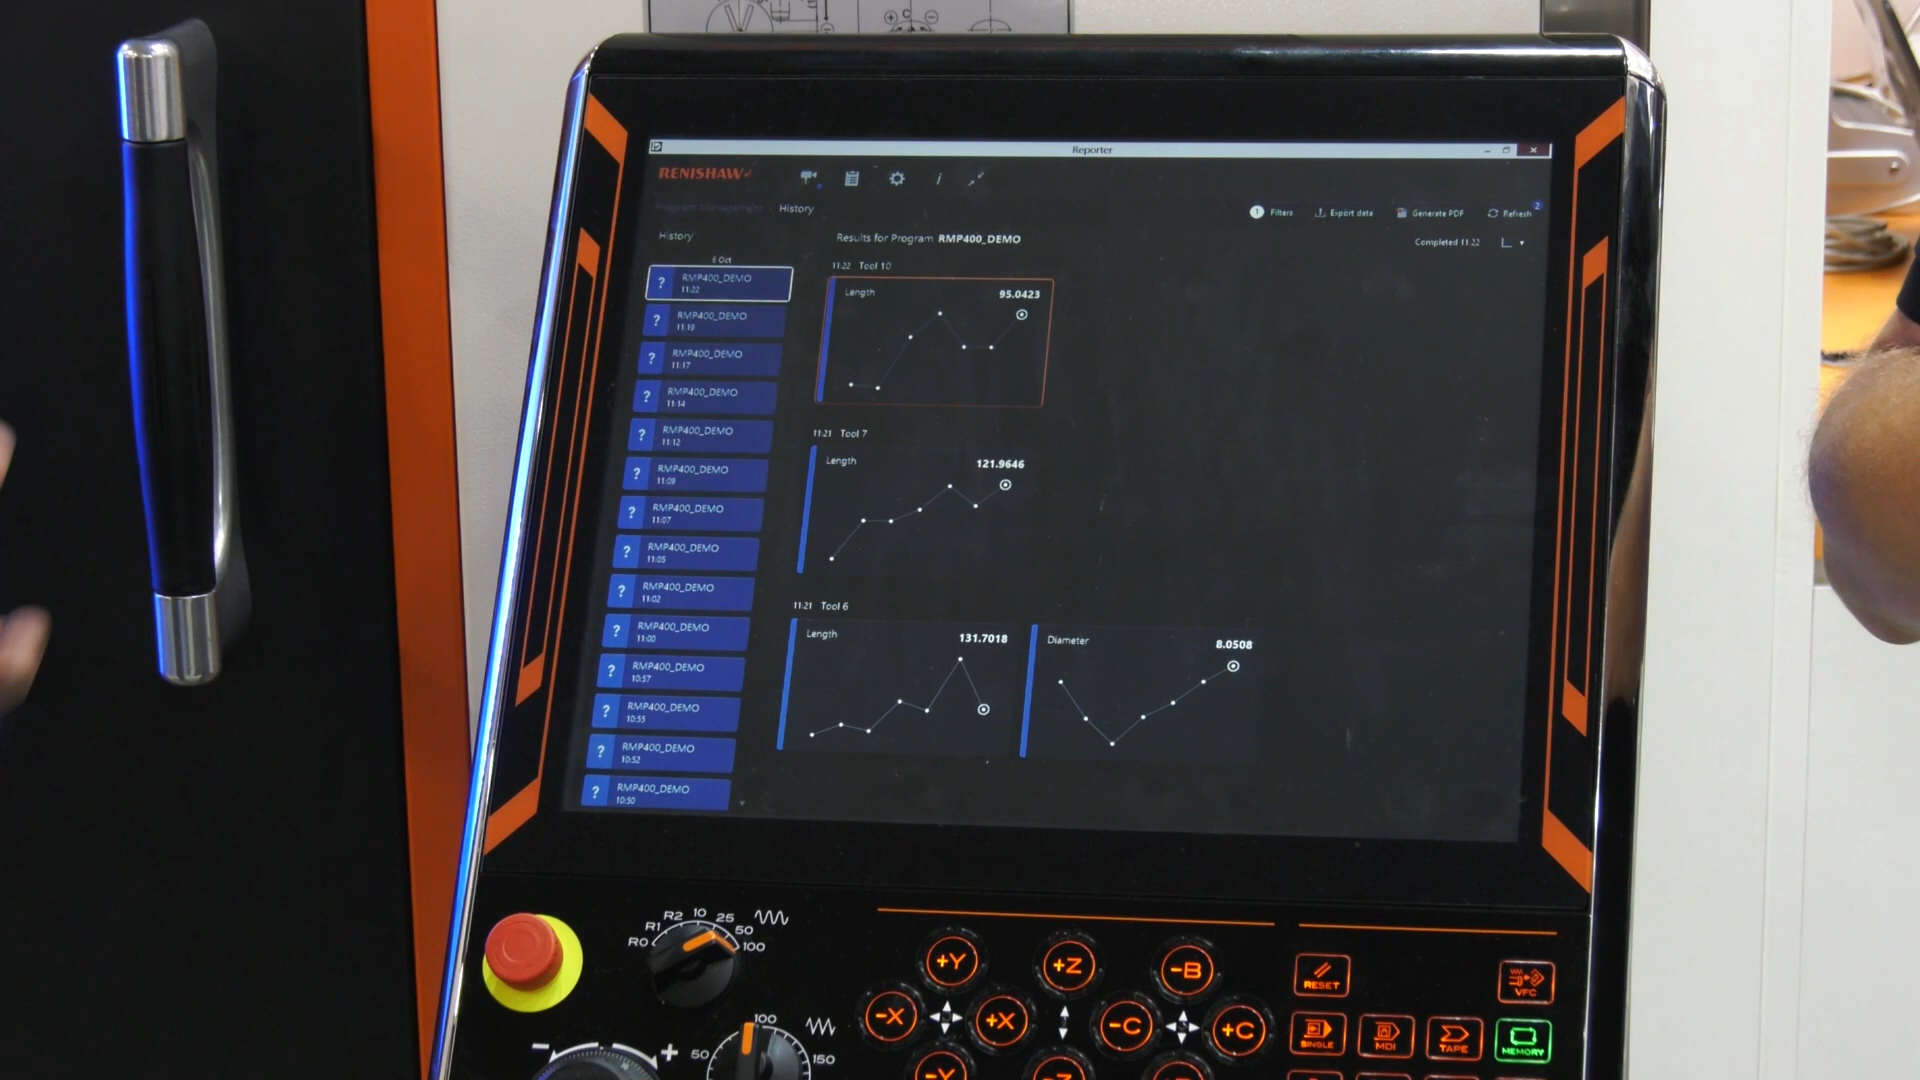 C
Reporter
RENISHAW
Program Management
History
1 Filters
Export data
Generate PDF
Refresh
2
History
Results for Program RMP400_DEMO
Completed 11:22
6 Oct
? RMP400_DEMO
11:22
? RMP400_DEMO
11:19
? RMP400_DEMO
11:17
? RMP400_DEMO
11:14
? RMP400_DEMO
11:12
? RMP400_DEMO
11:09
? RMP400_DEMO
11:07
? RMP400_DEMO
11:05
? RMP400_DEMO
11:02
? RMP400_DEMO
11:00
? RMP400_DEMO
10:57
? RMP400_DEMO
10:55
? RMP400_DEMO
10:52
? RMP400_DEMO
10:50
11:22 Tool 10
Length 95.0423
11:21 Tool 7
Length 121.9646
11:21 Tool 6
Length 131.7018
Diameter 8.0508
R0 R1 R2 10 25 50 100
50 100 150
- +
+Y +Z -B
-X +X -C +C
-Y -Z
RESET
VFC
SINGLE
MDI
TAPE
MEMORY